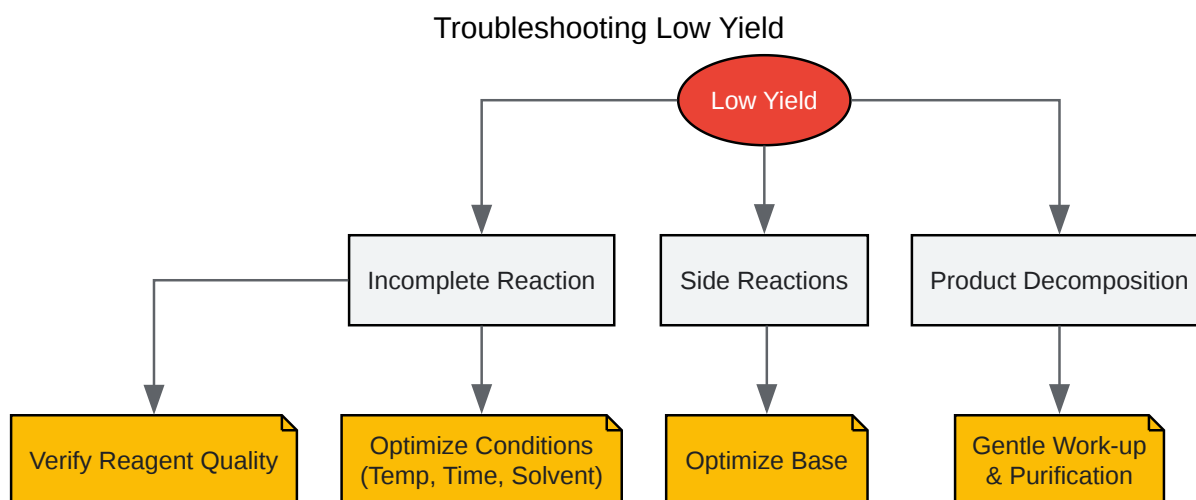 Troubleshooting Low Yield
Low Yield
Incomplete Reaction
Side Reactions
Product Decomposition
Verify Reagent Quality
Optimize Conditions
(Temp, Time, Solvent)
Optimize Base
Gentle Work-up
& Purification